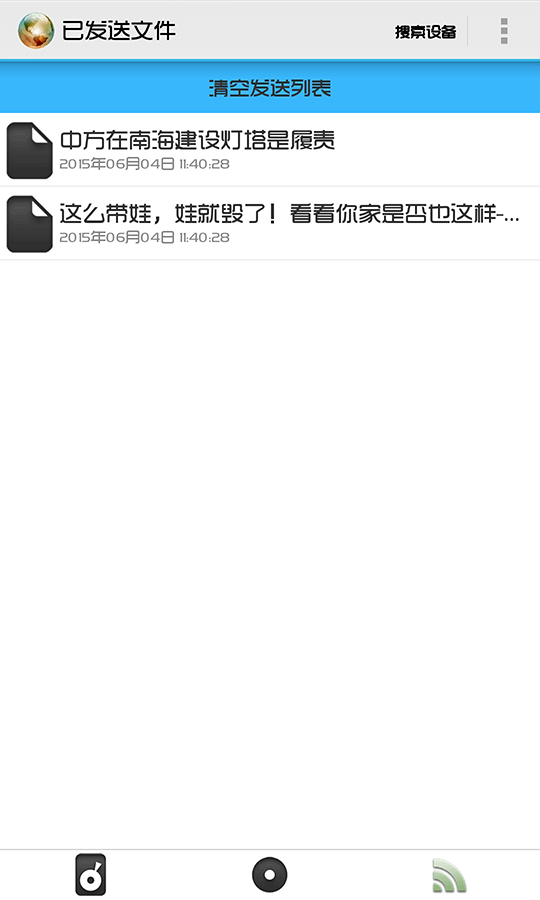 已发送文件
搜索设备
清空发送列表
中方在南海建设灯塔是履责
2015年06月04日 11:40:28
这么带娃，娃就毁了！看看你家是否也这样-...
2015年06月04日 11:40:28